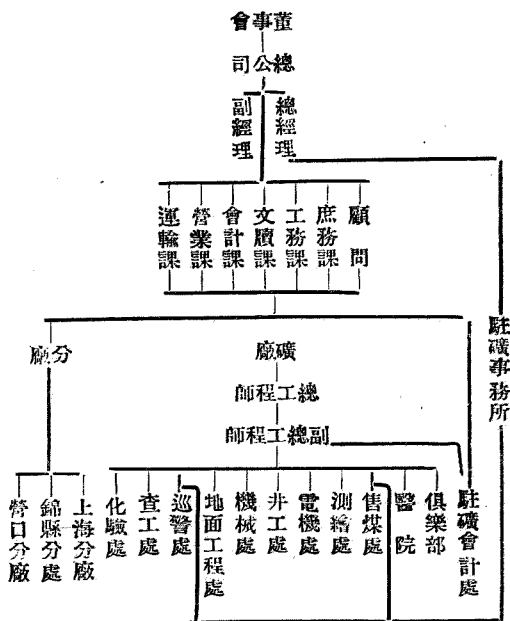 董事會
總公司
總經理
副經理
顧問
庶務課
工務課
文牘課
會計課
營業課
運輸課
駐礦事務所
礦廠
分廠
總工程師
副總工程師
駐礦會計處
俱樂部
醫院
售煤處
測繪處
電機處
井工處
機械處
地面工程處
巡警處
查工處
化驗處
上海分廠
錦縣分處
營口分廠